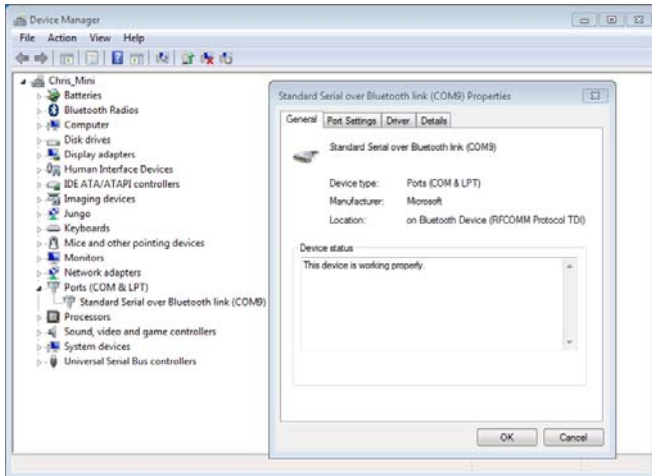 Device Manager
File Action View Help
Chris_Mini
Batteries
Bluetooth Radios
Computer
Disk drives
Display adapters
Human Interface Devices
IDE ATA/ATAPI controllers
Imaging devices
Jungo
Keyboards
Mice and other pointing devices
Monitors
Network adapters
Ports (COM & LPT)
Standard Serial over Bluetooth link (COM9)
Processors
Sound, video and game controllers
System devices
Universal Serial Bus controllers
Standard Serial over Bluetooth link (COM9) Properties
General Port Settings Driver Details
Standard Serial over Bluetooth link (COM9)
Device type: Ports (COM & LPT)
Manufacturer: Microsoft
Location: on Bluetooth Device (RFCOMM Protocol TDI)
Device status
This device is working properly.
OK Cancel